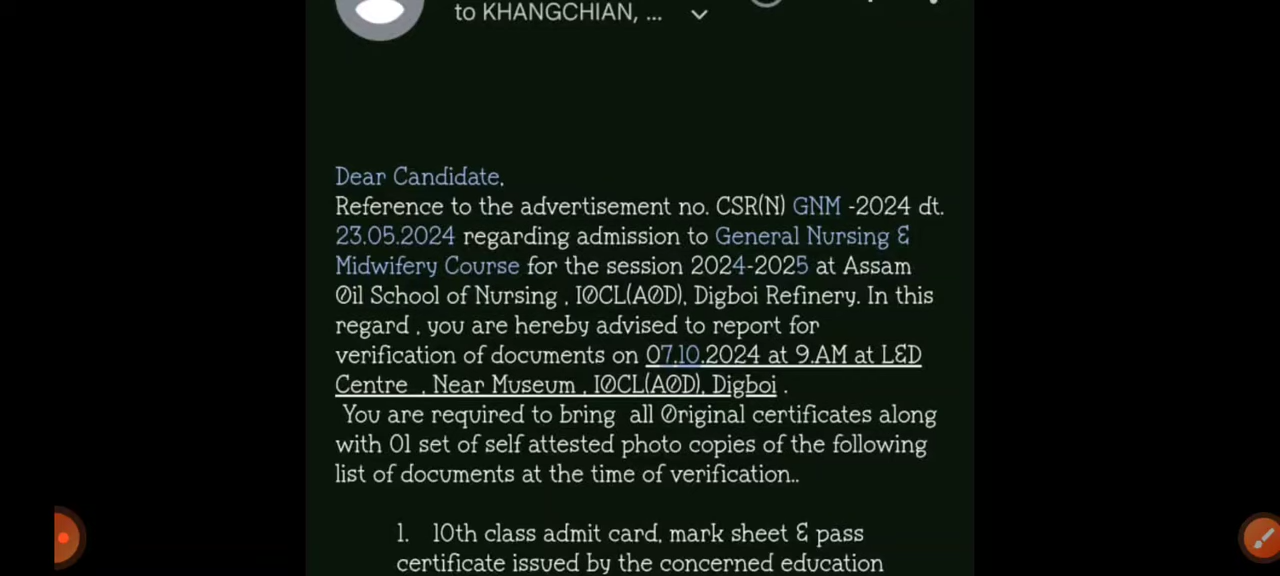 to KHANGCHIAN, ...
Dear Candidate,
Reference to the advertisement no. CSR(N) GNM -2024 dt.
23.05.2024 regarding admission to General Nursing &
Midwifery Course for the session 2024-2025 at Assam
Oil School of Nursing , IOCL(AOD), Digboi Refinery. In this
regard , you are hereby advised to report for
verification of documents on 07.10.2024 at 9.AM at L&D
Centre , Near Museum , IOCL(AOD), Digboi .
You are required to bring all Original certificates along
with 01 set of self attested photo copies of the following
list of documents at the time of verification..
1. 10th class admit card, mark sheet & pass
certificate issued by the concerned education